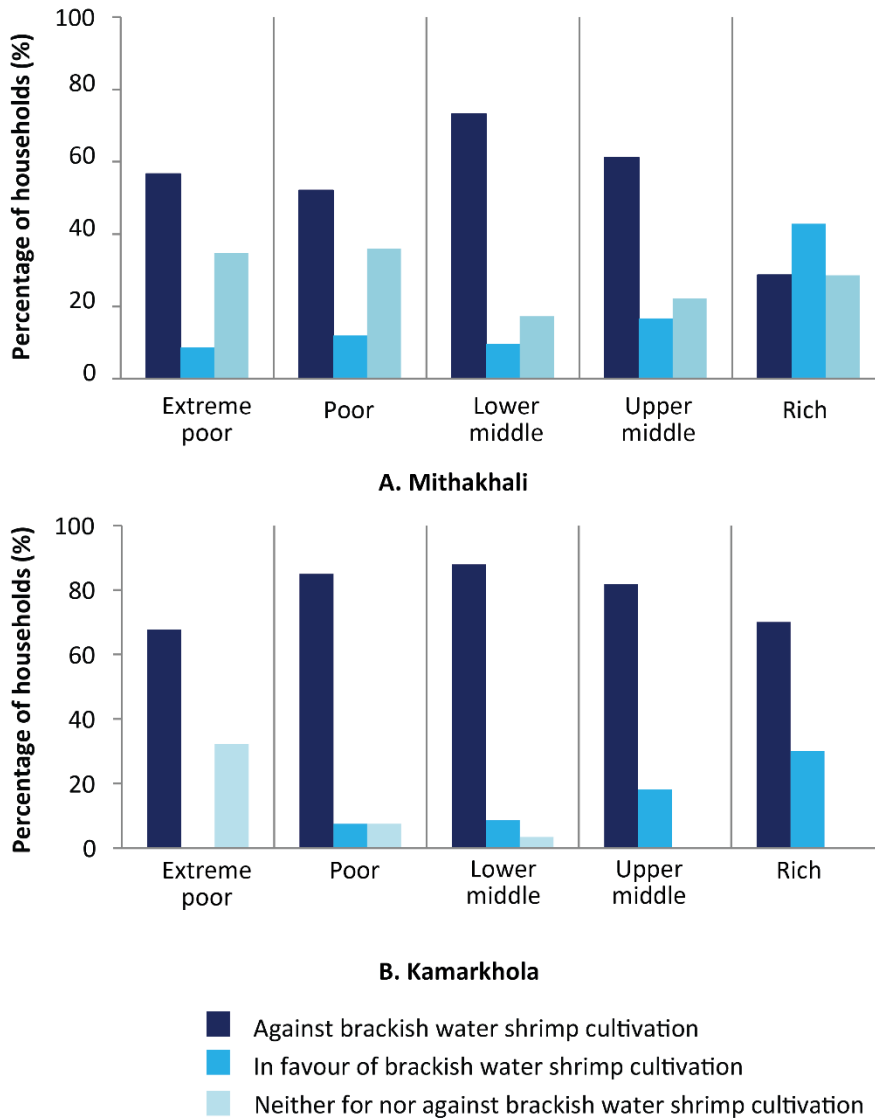 Percentage of households (%)
100
80
60
40
20
0
Extreme
poor
Poor
Lower
middle
Upper
middle
Rich
A. Mithakhali
Percentage of households (%)
100
80
60
40
20
0
Extreme
poor
Poor
Lower
middle
Upper
middle
Rich
B. Kamarkhola
Against brackish water shrimp cultivation
In favour of brackish water shrimp cultivation
Neither for nor against brackish water shrimp cultivation